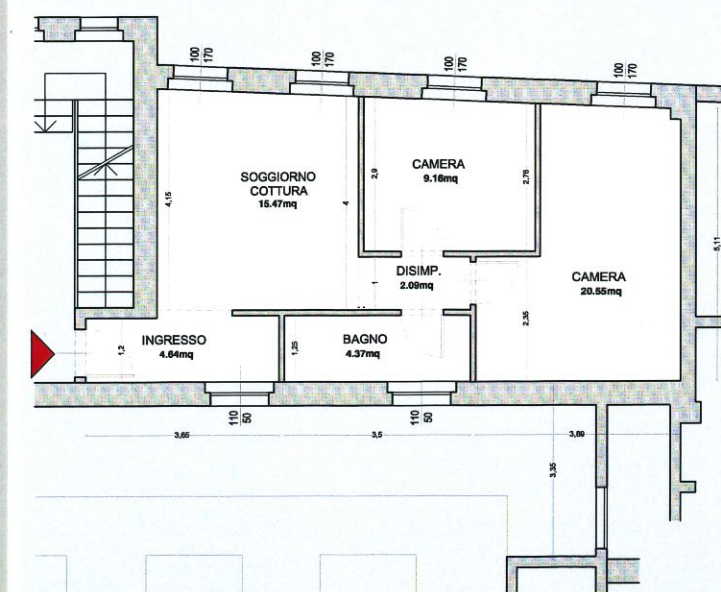 100
170
100
170
100
170
100
170
SOGGIORNO
COTTURA
15.47mq
4,15
4
CAMERA
9.16mq
2,9
2,78
5,11
CAMERA
20.55mq
DISIMP.
2.09mq
1
2,35
INGRESSO
4.64mq
1,2
BAGNO
4.37mq
1,25
110
50
110
50
3,65
3,5
3,89
3,35